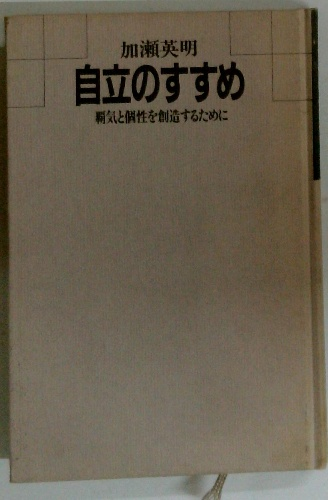 加瀬英明
自立のすすめ
覇気と個性を創造するために